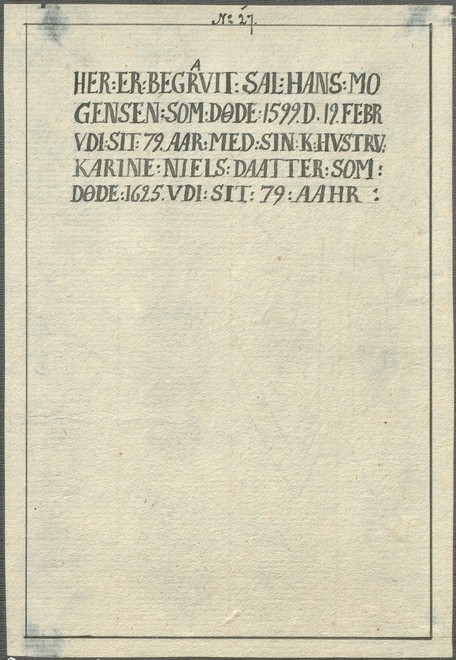 No 27.
HER:ER:BEGRAVIT:SAL:HANS:MO
GENSEN:SOM:DØDE:1599.D.19.FEBR
VDI:SIT:79.AAR:MED:SIN:K:HVSTRV:
KARINE:NIELS:DAATTER:SOM:
DØDE:1625.VDI:SIT:79:AAHR: